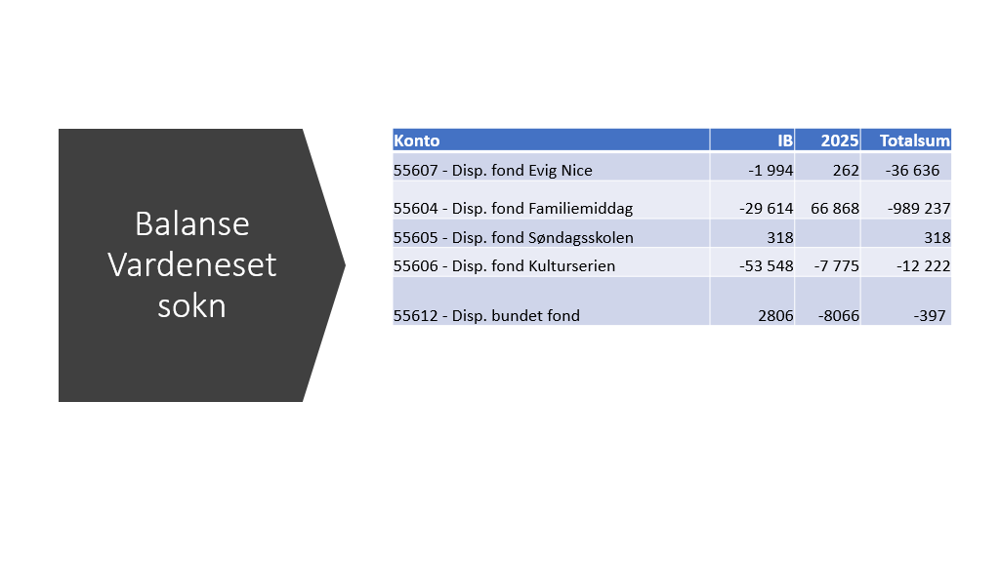 Balanse
Vardeneset
sokn
Konto IB 2025 Totalsum
55607 - Disp. fond Evig Nice -1 994 262 -36 636
55604 - Disp. fond Familiemiddag -29 614 66 868 -989 237
55605 - Disp. fond Søndagsskolen 318 318
55606 - Disp. fond Kulturserien -53 548 -7 775 -12 222
55612 - Disp. bundet fond 2806 -8066 -397